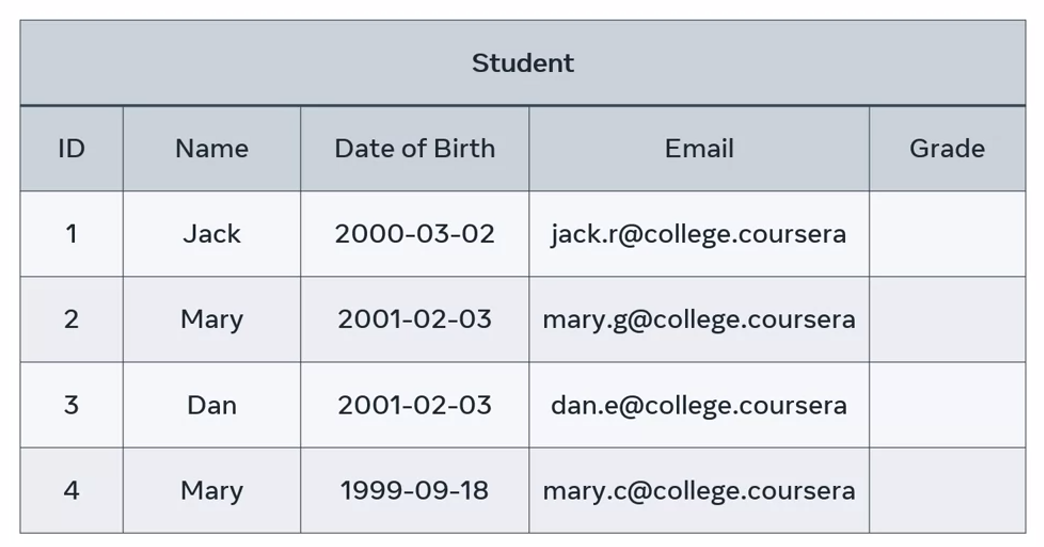 Student
ID Name Date of Birth Email Grade
1 Jack 2000-03-02 jack.r@college.coursera
2 Mary 2001-02-03 mary.g@college.coursera
3 Dan 2001-02-03 dan.e@college.coursera
4 Mary 1999-09-18 mary.c@college.coursera